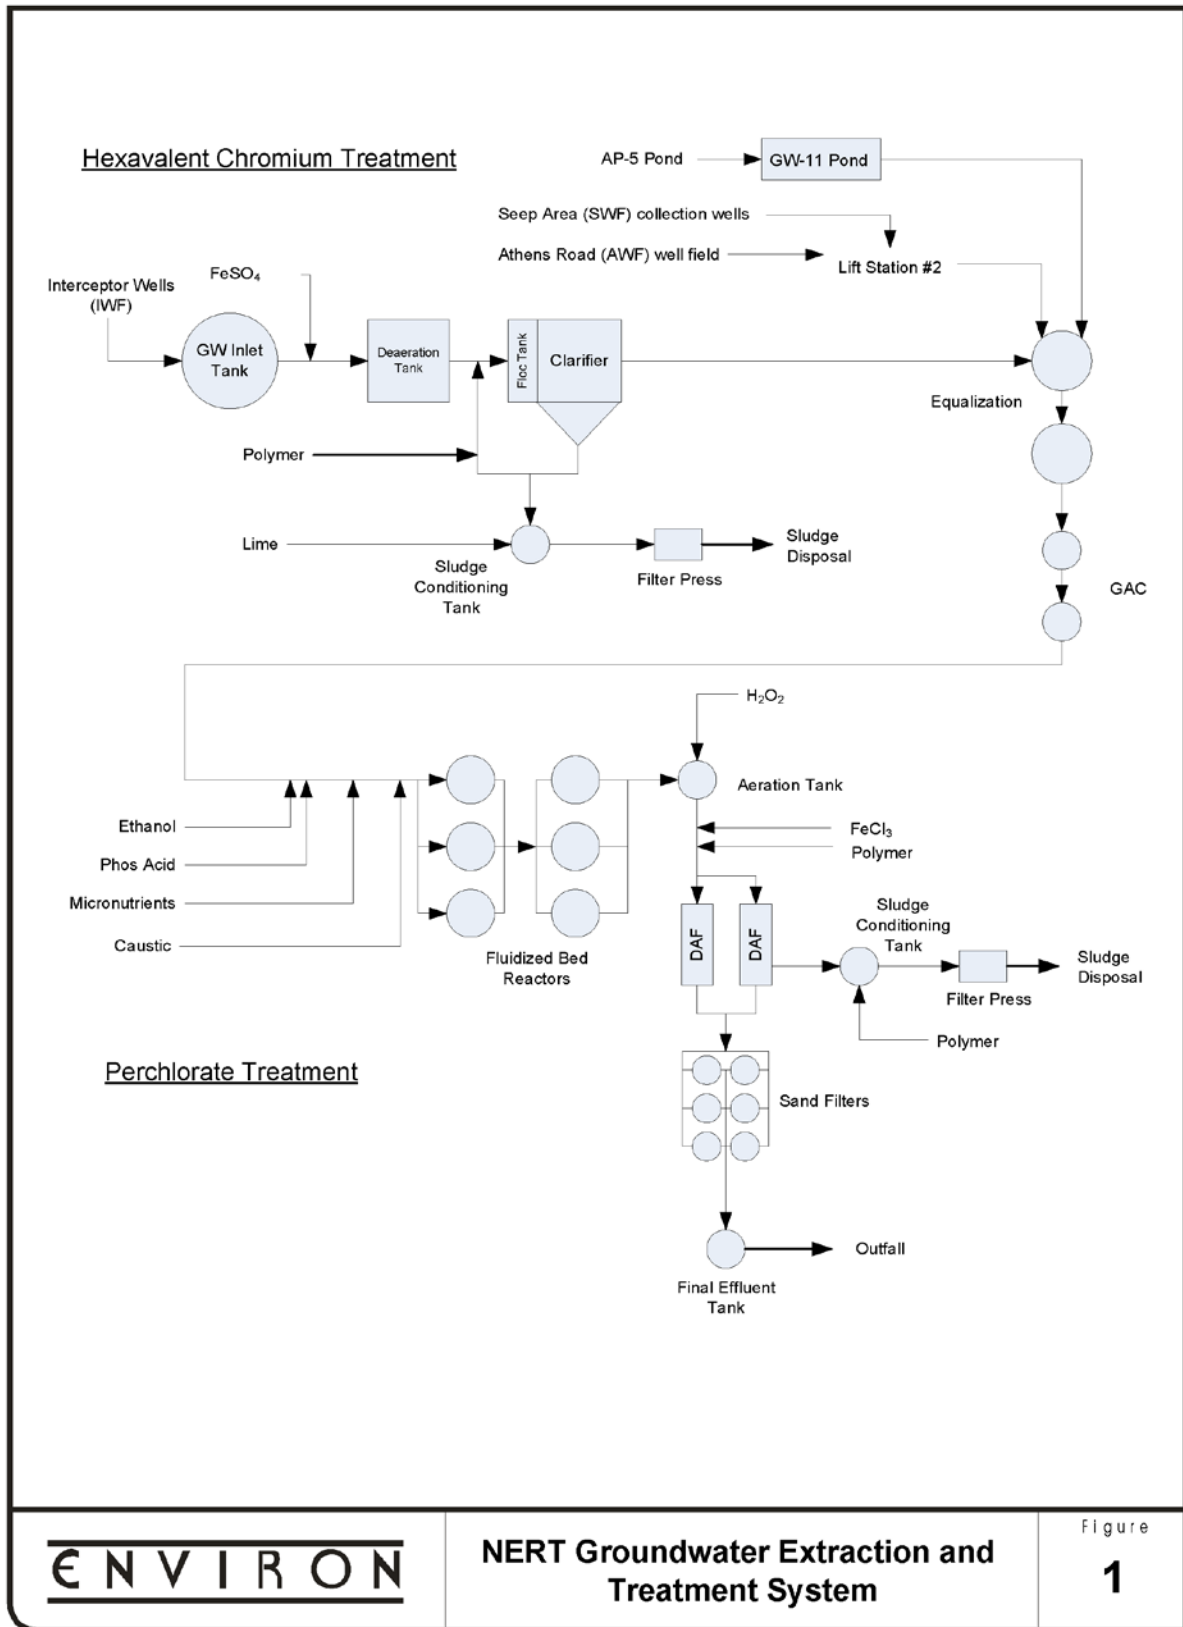 Hexavalent Chromium Treatment
AP-5 Pond
GW-11 Pond
Seep Area (SWF) collection wells
Athens Road (AWF) well field
Lift Station #2
Interceptor Wells
(IWF)
FeSO₄
GW Inlet
Tank
Deaeration
Tank
Floc Tank
Clarifier
Equalization
Polymer
Lime
Sludge
Conditioning
Tank
Filter Press
Sludge
Disposal
GAC
H₂O₂
Aeration Tank
Ethanol
Phos Acid
Micronutrients
Caustic
Fluidized Bed
Reactors
FeCl₃
Polymer
DAF
DAF
Sludge
Conditioning
Tank
Filter Press
Sludge
Disposal
Polymer
Perchlorate Treatment
Sand Filters
Final Effluent
Tank
Outfall
ENVIRON
NERT Groundwater Extraction and
Treatment System
Figure
1